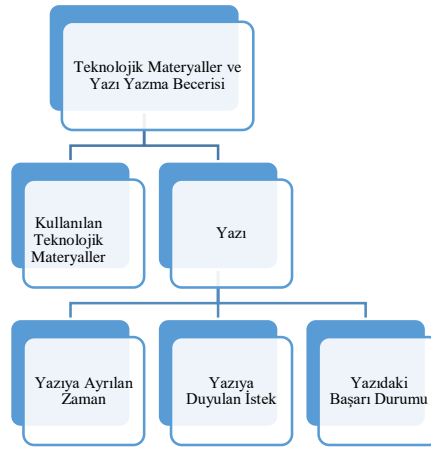 Teknolojik Materyaller ve
Yazı Yazma Becerisi
Kullanılan
Teknolojik
Materyaller
Yazı
Yazıya Ayrılan
Zaman
Yazıya
Duyulan İstek
Yazıdaki
Başarı Durumu